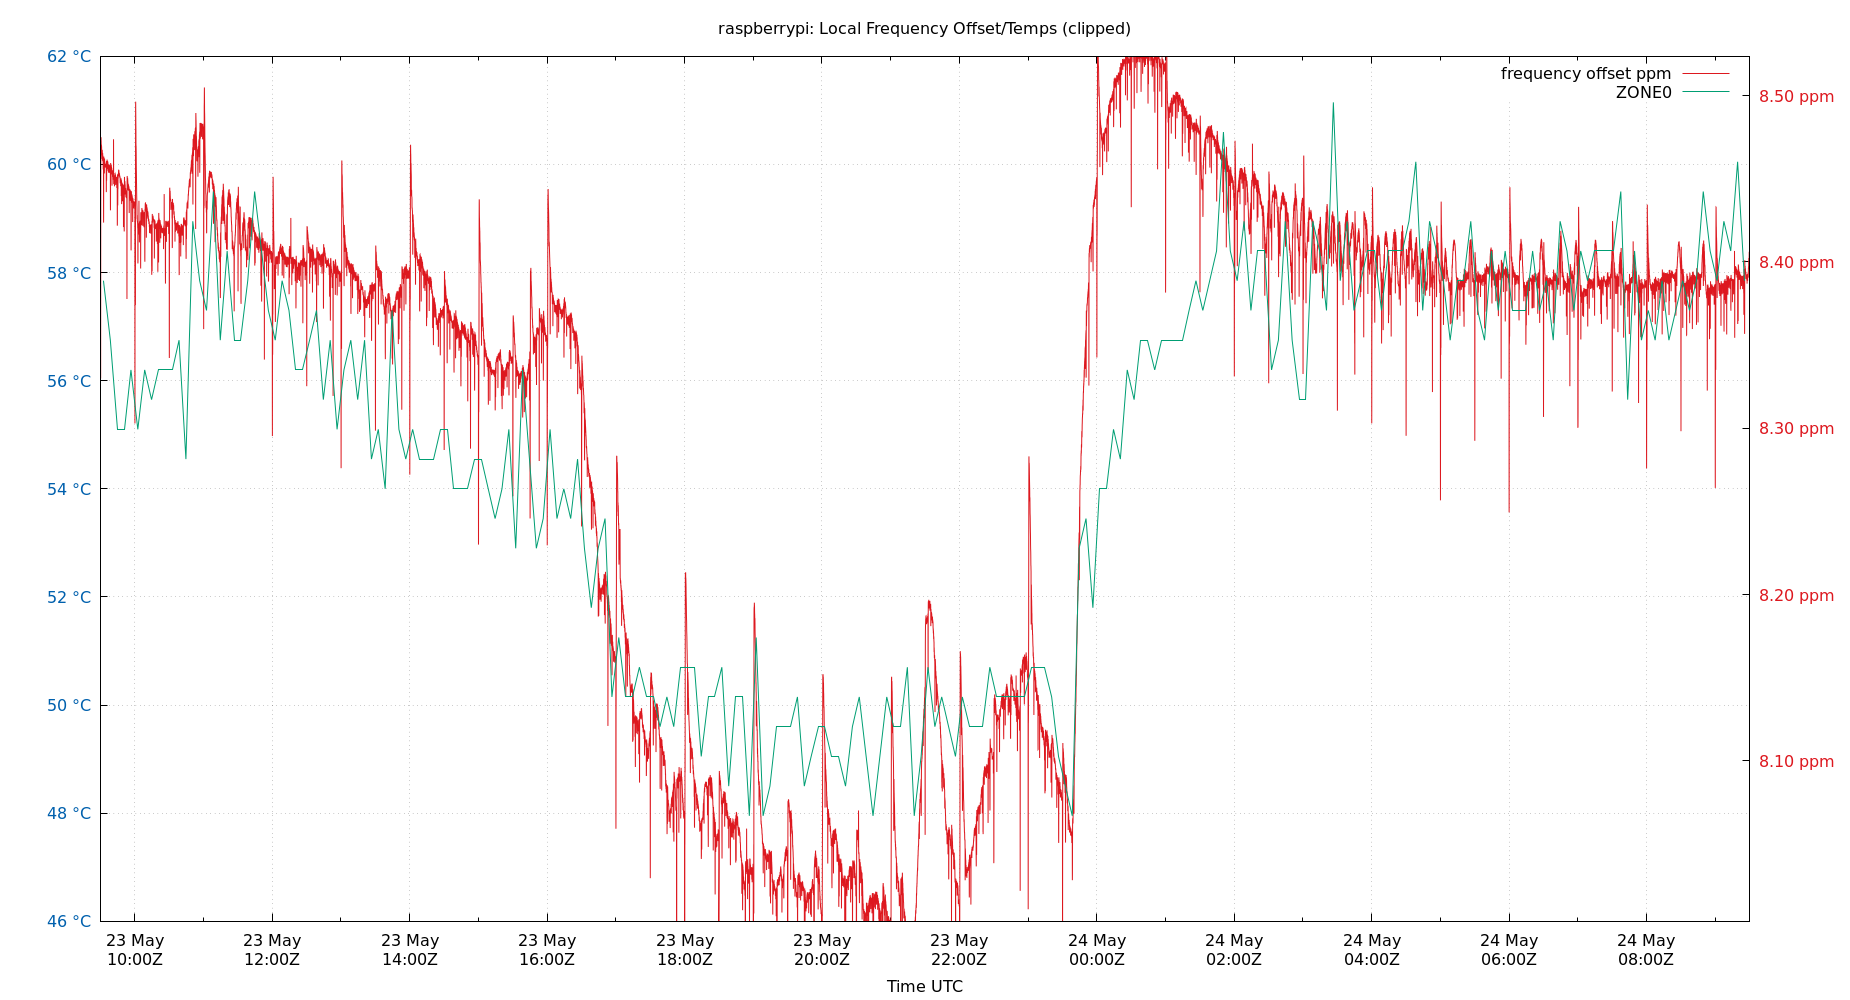 raspberrypi: Local Frequency Offset/Temps (clipped)
62 °C
60 °C
58 °C
56 °C
54 °C
52 °C
50 °C
48 °C
46 °C
frequency offset ppm
ZONE0
8.50 ppm
8.40 ppm
8.30 ppm
8.20 ppm
8.10 ppm
23 May 23 May 23 May 23 May 23 May 23 May 23 May 24 May 24 May 24 May 24 May 24 May
10:00Z 12:00Z 14:00Z 16:00Z 18:00Z 20:00Z 22:00Z 00:00Z 02:00Z 04:00Z 06:00Z 08:00Z
Time UTC